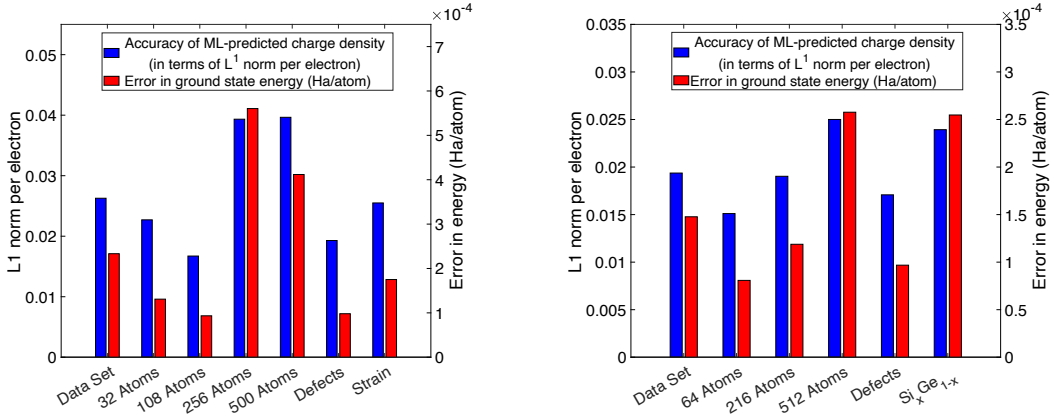 ×10⁻⁴
0.05
0.04
0.03
0.02
0.01
0
L1 norm per electron
Accuracy of ML-predicted charge density
(in terms of L¹ norm per electron)
Error in ground state energy (Ha/atom)
7
6
5
4
3
2
1
0
Error in energy (Ha/atom)
Data Set
32 Atoms
108 Atoms
256 Atoms
500 Atoms
Defects
Strain
×10⁻⁴
0.035
0.03
0.025
0.02
0.015
0.01
0.005
0
L1 norm per electron
Accuracy of ML-predicted charge density
(in terms of L¹ norm per electron)
Error in ground state energy (Ha/atom)
3.5
3
2.5
2
1.5
1
0.5
0
Error in energy (Ha/atom)
Data Set
64 Atoms
216 Atoms
512 Atoms
Defects
SiₓGe₁₋ₓ